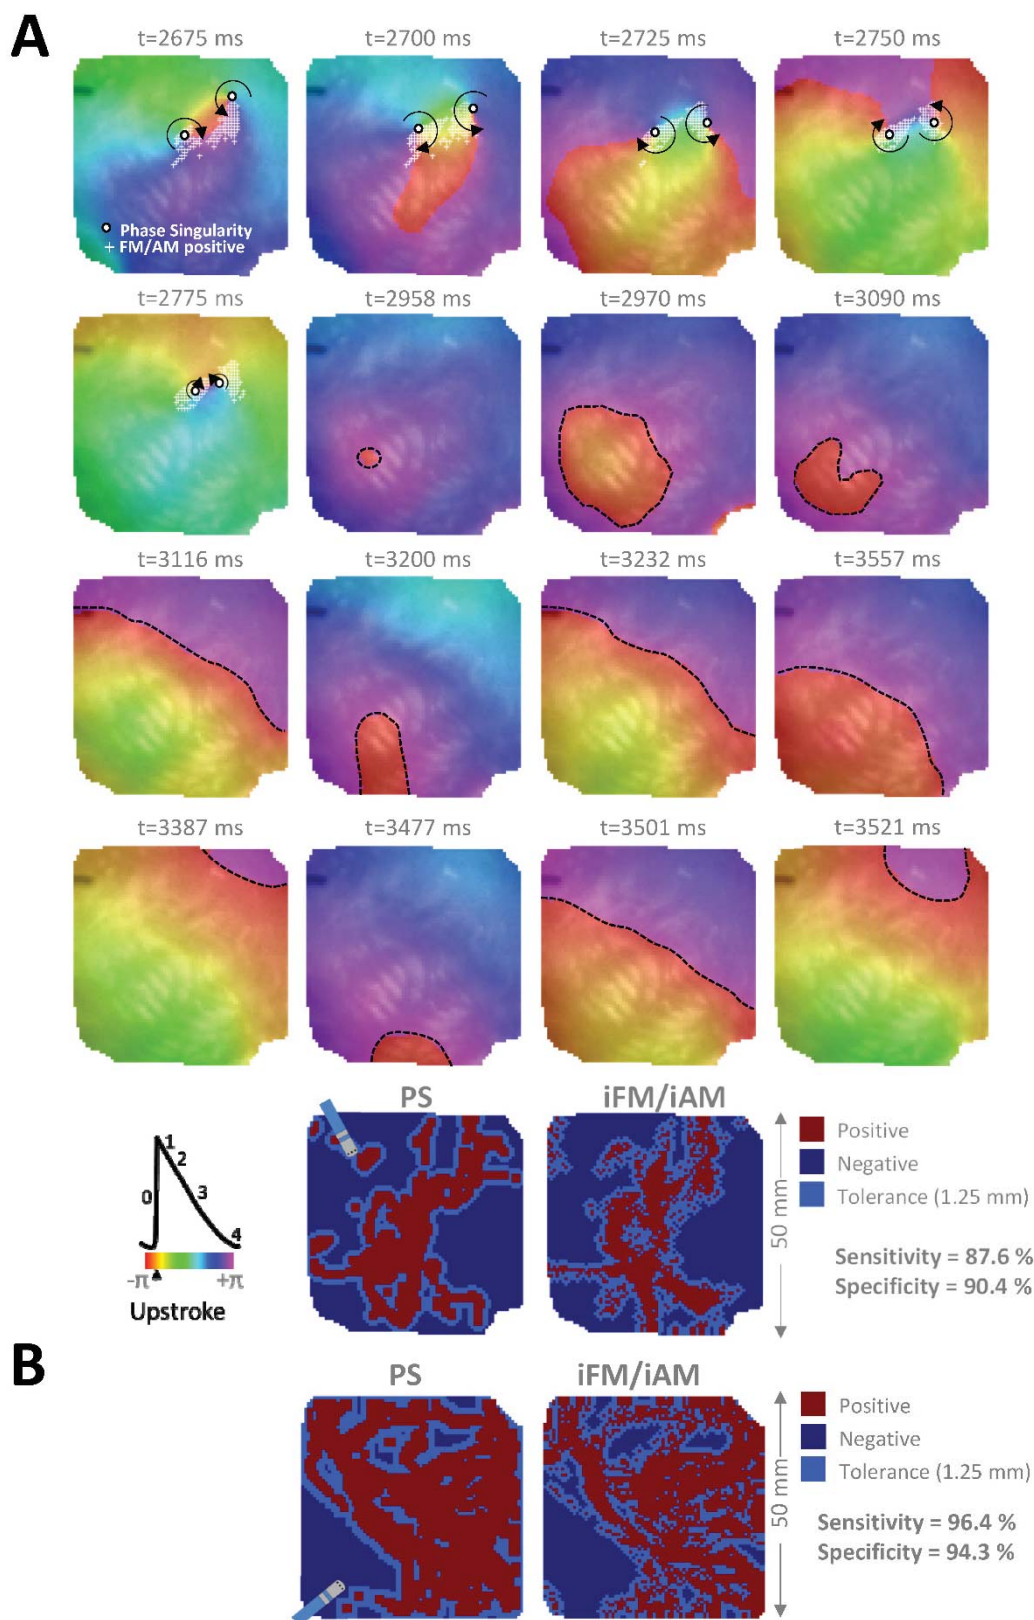 A
t=2675 ms
t=2700 ms
t=2725 ms
t=2750 ms
Phase Singularity
+ FM/AM positive
t=2775 ms
t=2958 ms
t=2970 ms
t=3090 ms
t=3116 ms
t=3200 ms
t=3232 ms
t=3557 ms
t=3387 ms
t=3477 ms
t=3501 ms
t=3521 ms
PS
iFM/iAM
1
2
0
3
4
-π
+π
Upstroke
50 mm
Positive
Negative
Tolerance (1.25 mm)
Sensitivity = 87.6 %
Specificity = 90.4 %
B
PS
iFM/iAM
50 mm
Positive
Negative
Tolerance (1.25 mm)
Sensitivity = 96.4 %
Specificity = 94.3 %